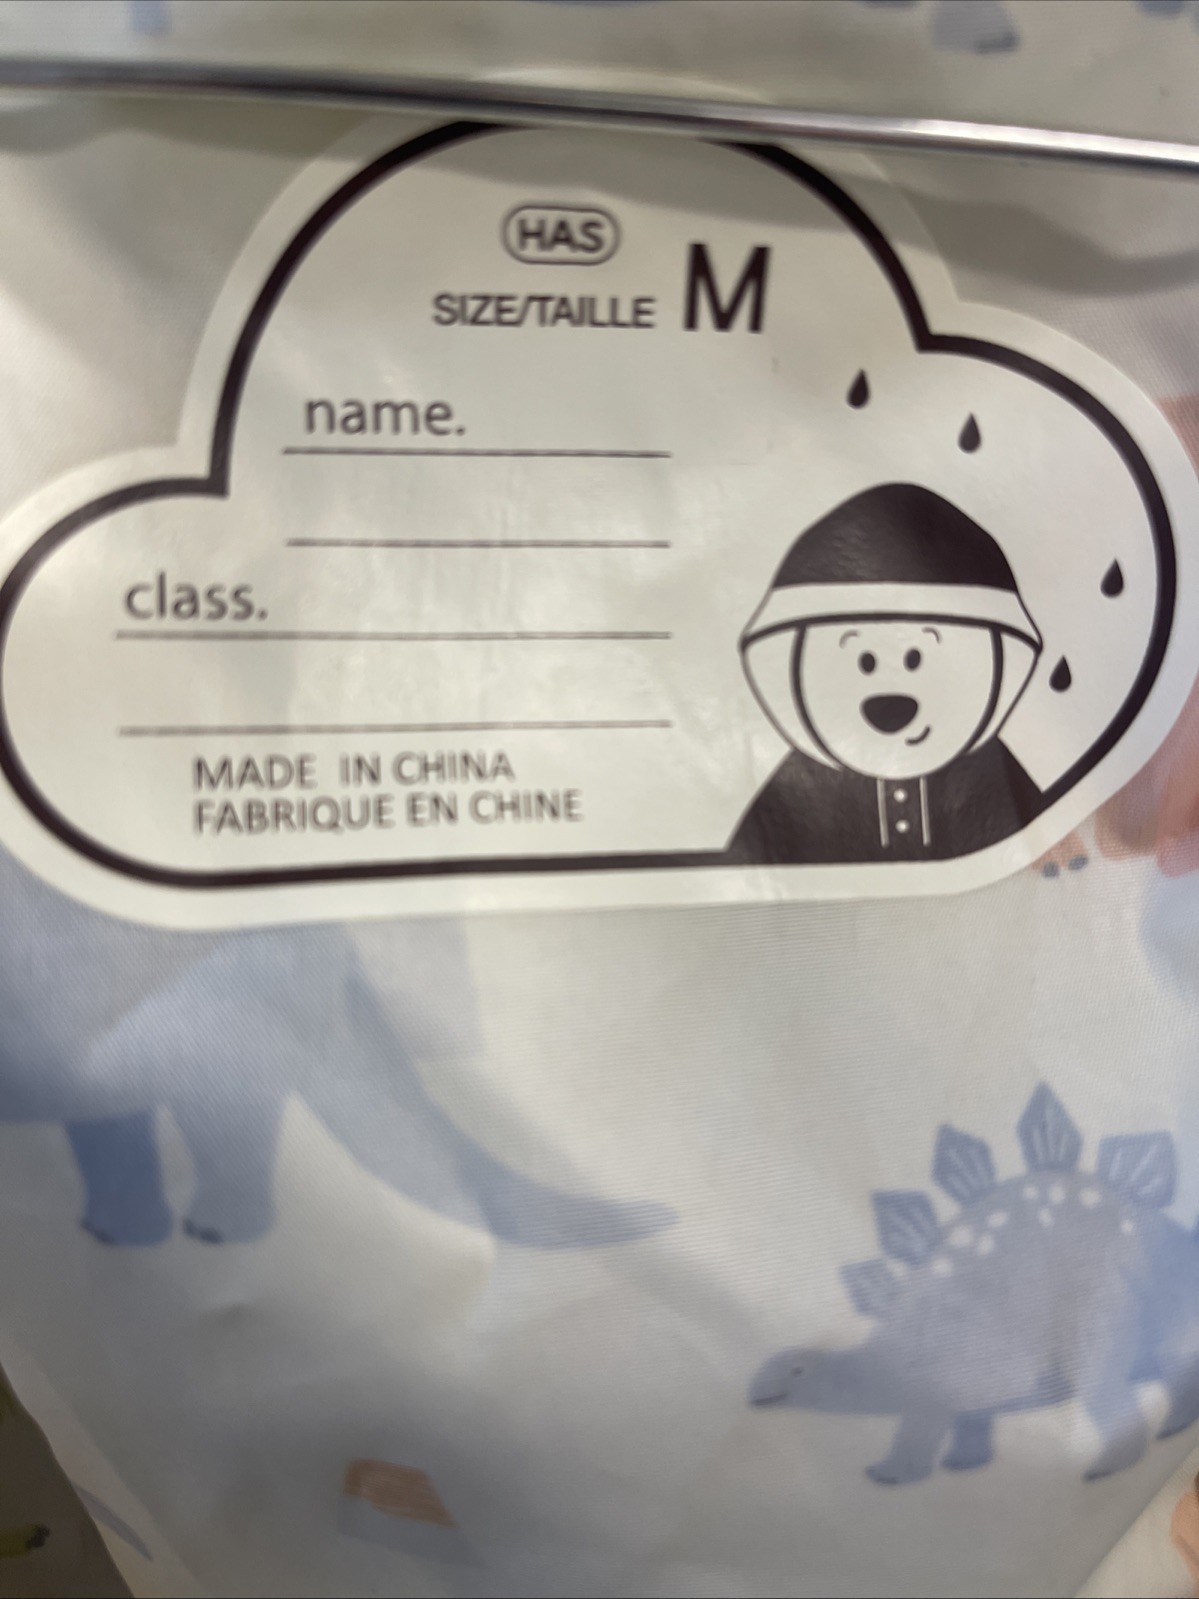 HAS
SIZE/TAILLE M
name.
class.
MADE IN CHINA
FABRIQUE EN CHINE